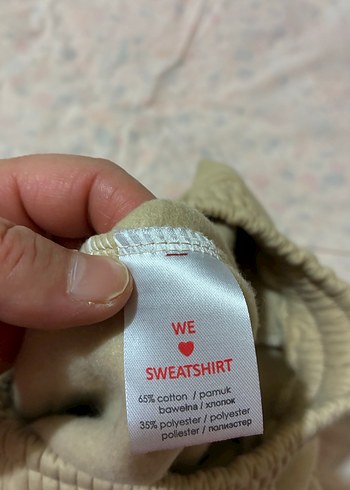 WE
♥
SWEATSHIRT
65% cotton / pamuk
bawełna / хлопок
35% polyester / polyester
poliester / полиэстер